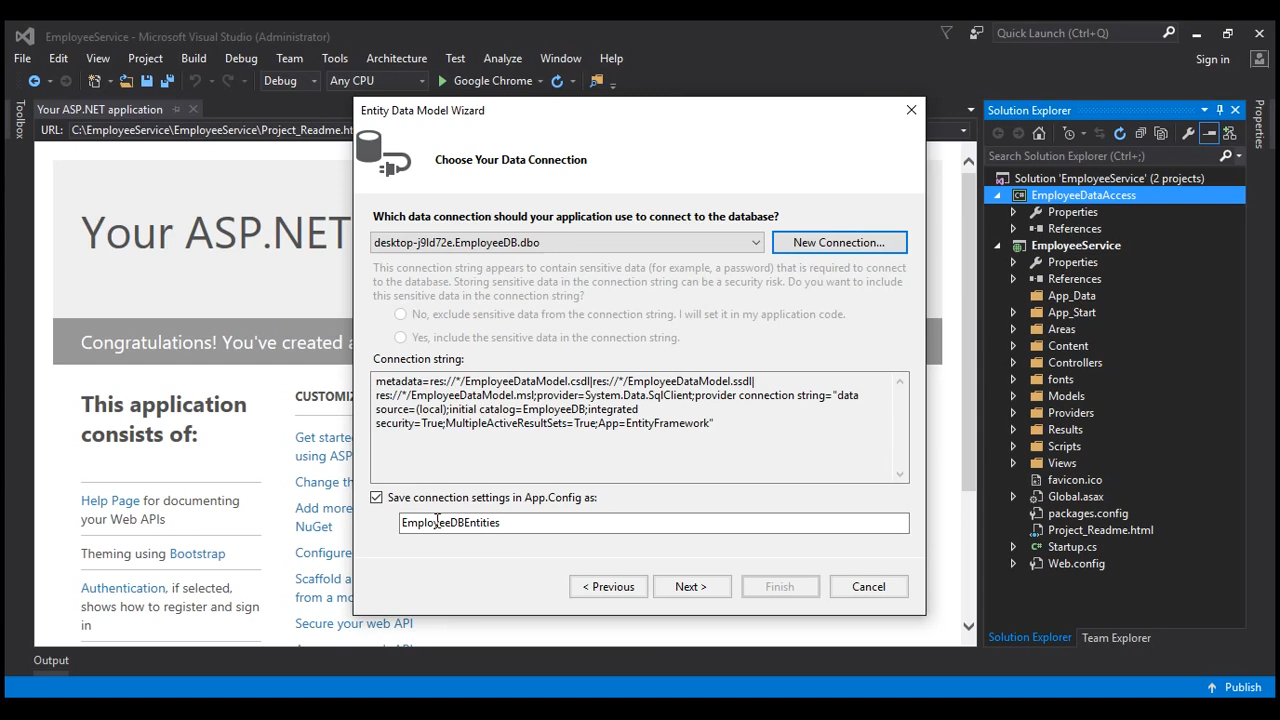 EmployeeService - Microsoft Visual Studio (Administrator)
Quick Launch (Ctrl+Q)
File Edit View Project Build Debug Team Tools Architecture Test Analyze Window Help
Sign in
Debug Any CPU Google Chrome
Toolbox
Your ASP.NET application
URL: C:\EmployeeService\EmployeeService\Project_Readme.ht
Your ASP.NET
Congratulations! You've created a
This application
consists of:
Help Page for documenting
your Web APIs
Theming using Bootstrap
Authentication, if selected,
shows how to register and sign
in
CUSTOMIZ
Get starte
using ASP
Change th
Add more
NuGet
Configure
Scaffold a
from a mo
Secure your web API
Entity Data Model Wizard
Choose Your Data Connection
Which data connection should your application use to connect to the database?
desktop-j9ld72e.EmployeeDB.dbo
New Connection...
This connection string appears to contain sensitive data (for example, a password) that is required to connect
to the database. Storing sensitive data in the connection string can be a security risk. Do you want to include
this sensitive data in the connection string?
No, exclude sensitive data from the connection string. I will set it in my application code.
Yes, include the sensitive data in the connection string.
Connection string:
metadata=res://*/EmployeeDataModel.csdl|res://*/EmployeeDataModel.ssdl|
res://*/EmployeeDataModel.msl;provider=System.Data.SqlClient;provider connection string="data
source=(local);initial catalog=EmployeeDB;integrated
security=True;MultipleActiveResultSets=True;App=EntityFramework"
Save connection settings in App.Config as:
EmployeeDBEntities
< Previous
Next >
Finish
Cancel
Solution Explorer
Search Solution Explorer (Ctrl+;)
Solution 'EmployeeService' (2 projects)
EmployeeDataAccess
Properties
References
EmployeeService
Properties
References
App_Data
App_Start
Areas
Content
Controllers
fonts
Models
Providers
Results
Scripts
Views
favicon.ico
Global.asax
packages.config
Project_Readme.html
Startup.cs
Web.config
Solution Explorer Team Explorer
Properties
Output
Publish